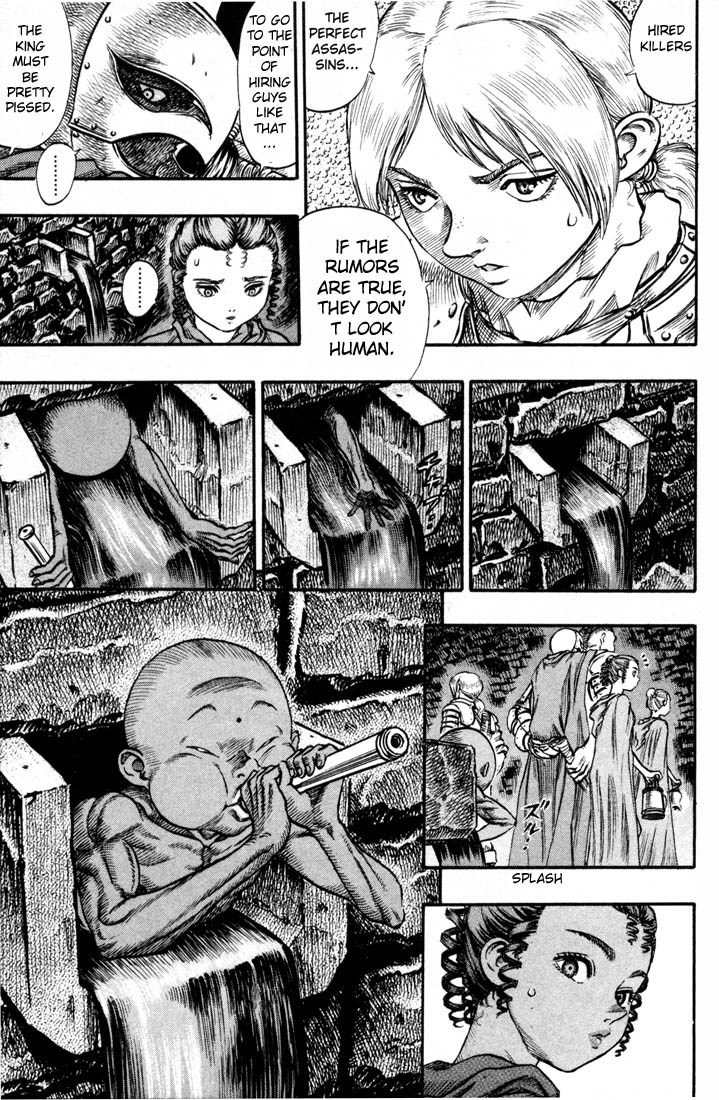 HIRED
KILLERS
THE
PERFECT
ASSAS-
SINS...
IF THE
RUMORS
ARE TRUE,
THEY DON'
T LOOK
HUMAN.
TO GO
TO THE
POINT
OF
HIRING
GUYS
LIKE
THAT
...
THE
KING
MUST
BE
PRETTY
PISSED.
........
........
SPLASH